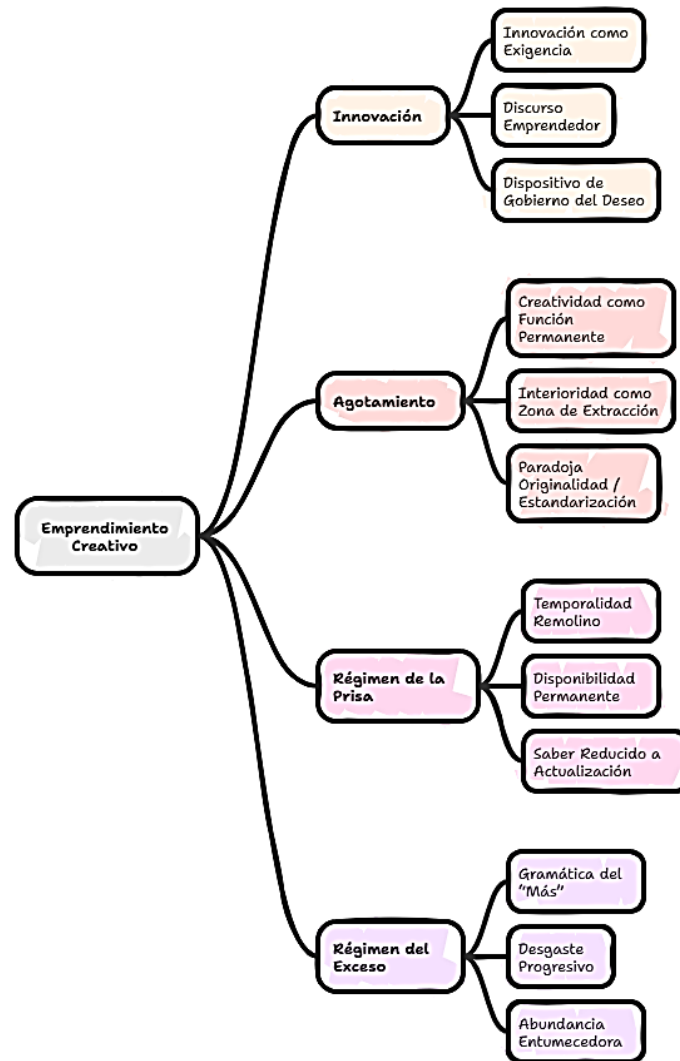 Emprendimiento
Creativo
Innovación
Innovación como
Exigencia
Discurso
Emprendedor
Dispositivo de
Gobierno del Deseo
Agotamiento
Creatividad como
Función
Permanente
Interioridad como
Zona de Extracción
Paradoja
Originalidad /
Estandarización
Régimen de la
Prisa
Temporalidad
Remolino
Disponibilidad
Permanente
Saber Reducido a
Actualización
Régimen del
Exceso
Gramática del
"Más"
Desgaste
Progresivo
Abundancia
Entumecedora